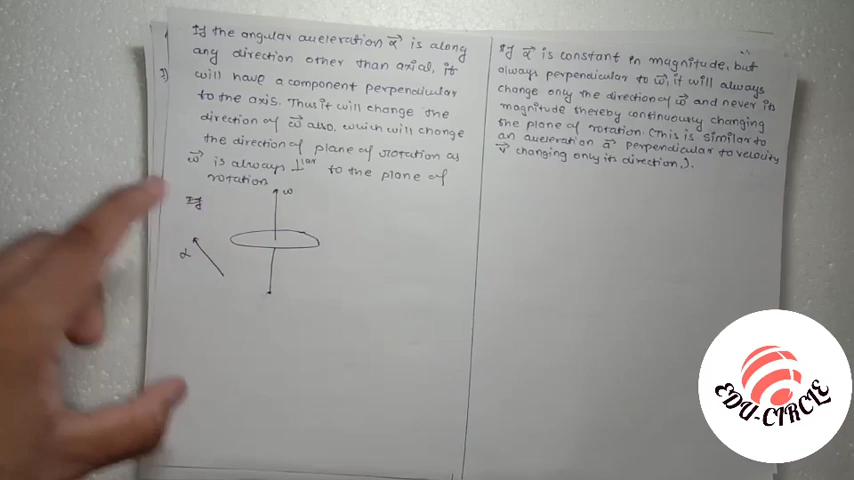 If the angular aueleration α⃗ is along
any direction other than axial, it
1) will have a component perpendicular
to the axis. Thus it will change the
direction of ω⃗ also, which will change
the direction of plane of rotation as
ω⃗ is always ⊥lar to the plane of
rotation
If
ω
α
If α⃗ is constant in magnitude, but
always perpendicular to ω⃗, it will always
change only the direction of ω⃗ and never its
magnitude thereby continuously changing
the plane of rotation (This is similar to
an aueleration a⃗ perpendicular to velocity
v⃗ changing only its direction.).
EDU-CIRCLE